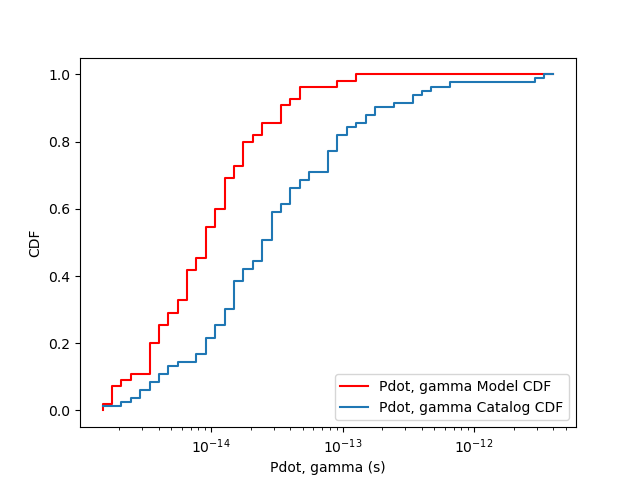 1.0
0.8
0.6
0.4
0.2
0.0
CDF
Pdot, gamma Model CDF
Pdot, gamma Catalog CDF
10⁻¹⁴ 10⁻¹³ 10⁻¹²
Pdot, gamma (s)